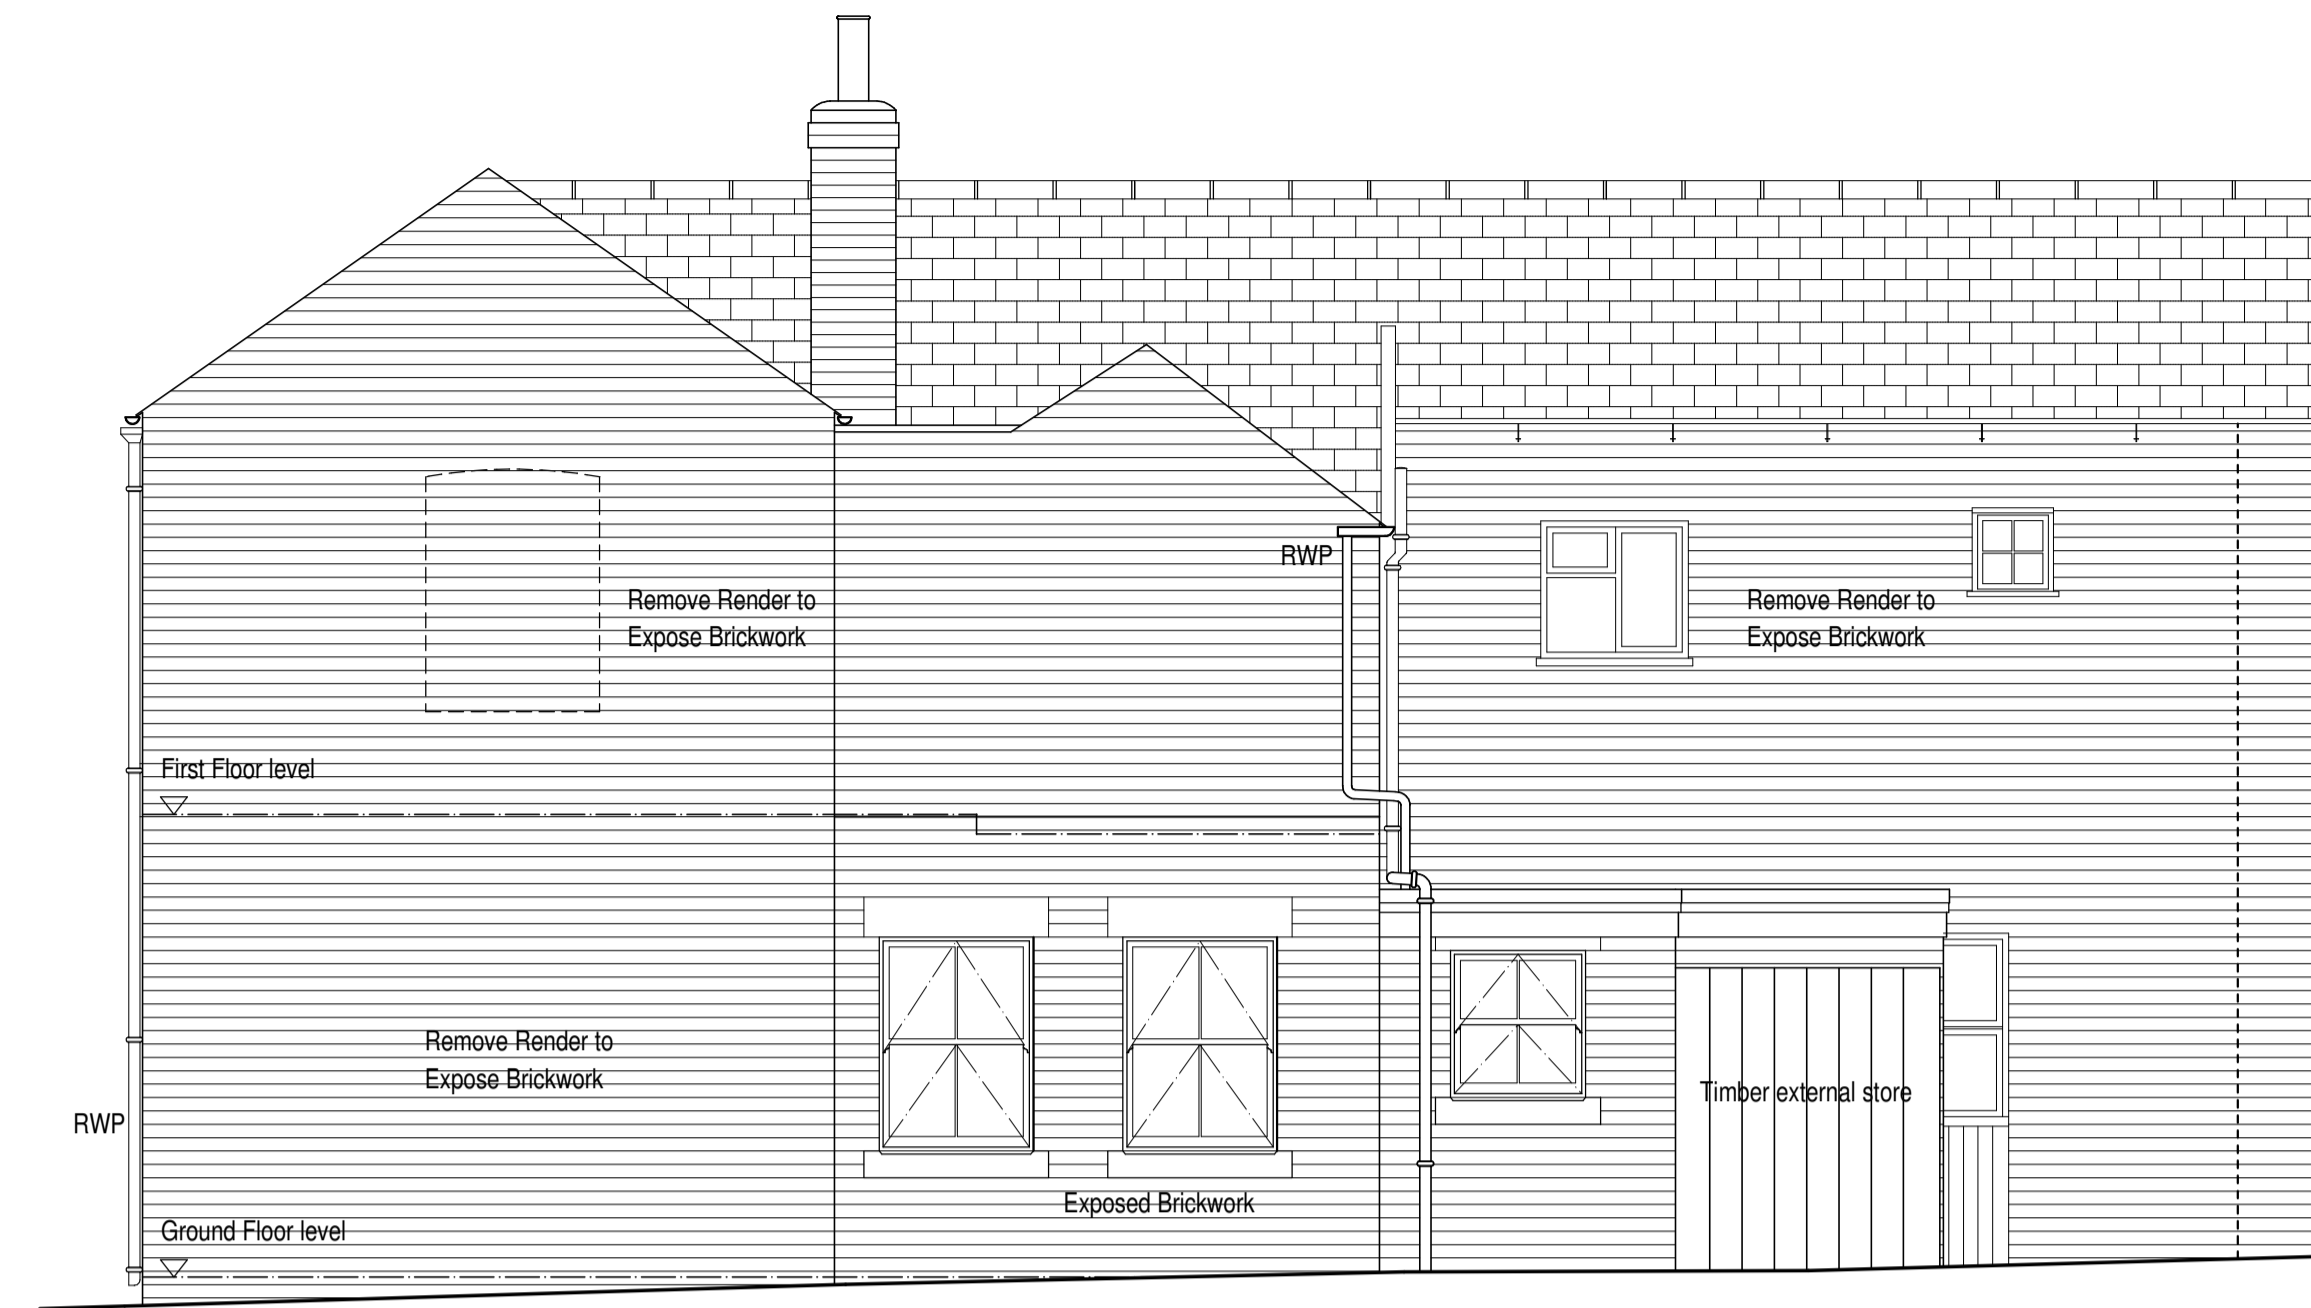 RWP
Remove Render to
Expose Brickwork
Remove Render to
Expose Brickwork
First Floor level
Remove Render to
Expose Brickwork
Timber external store
RWP
Exposed Brickwork
Ground Floor level